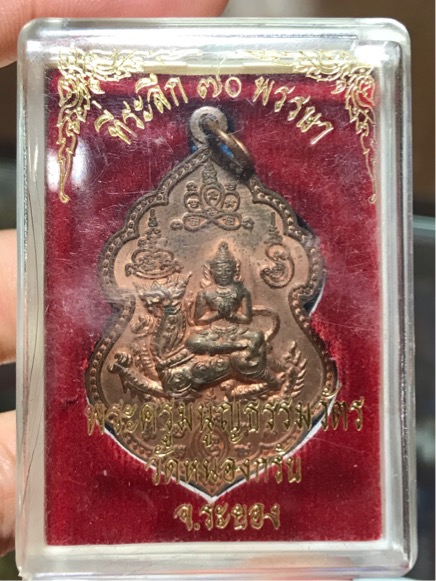 ที่ระลึก ๗๐ พรรษา
พระครูมนูญธรรมวัตร
วัดหนองกรับ
จ.ระยอง